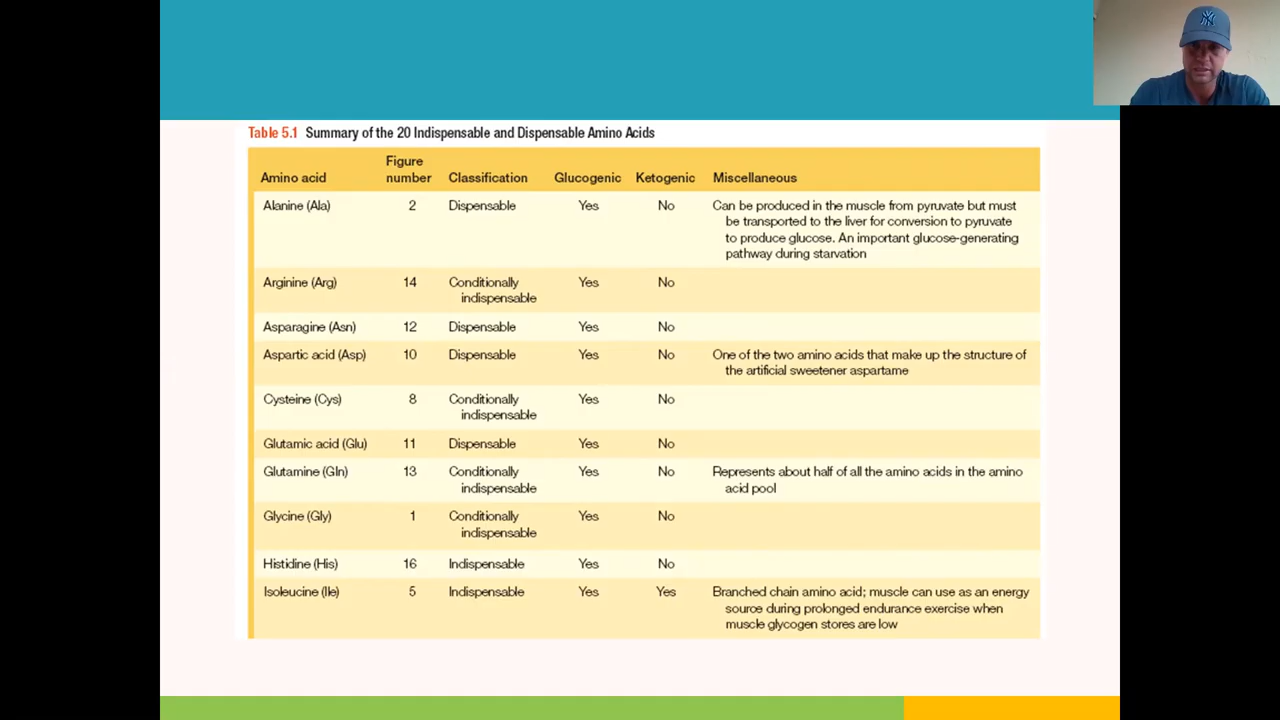 Table 5.1 Summary of the 20 Indispensable and Dispensable Amino Acids
Amino acid Figure number Classification Glucogenic Ketogenic Miscellaneous
Alanine (Ala) 2 Dispensable Yes No Can be produced in the muscle from pyruvate but must
be transported to the liver for conversion to pyruvate
to produce glucose. An important glucose-generating
pathway during starvation
Arginine (Arg) 14 Conditionally Yes No
indispensable
Asparagine (Asn) 12 Dispensable Yes No
Aspartic acid (Asp) 10 Dispensable Yes No One of the two amino acids that make up the structure of
the artificial sweetener aspartame
Cysteine (Cys) 8 Conditionally Yes No
indispensable
Glutamic acid (Glu) 11 Dispensable Yes No
Glutamine (Gln) 13 Conditionally Yes No Represents about half of all the amino acids in the amino
indispensable acid pool
Glycine (Gly) 1 Conditionally Yes No
indispensable
Histidine (His) 16 Indispensable Yes No
Isoleucine (Ile) 5 Indispensable Yes Yes Branched chain amino acid; muscle can use as an energy
source during prolonged endurance exercise when
muscle glycogen stores are low